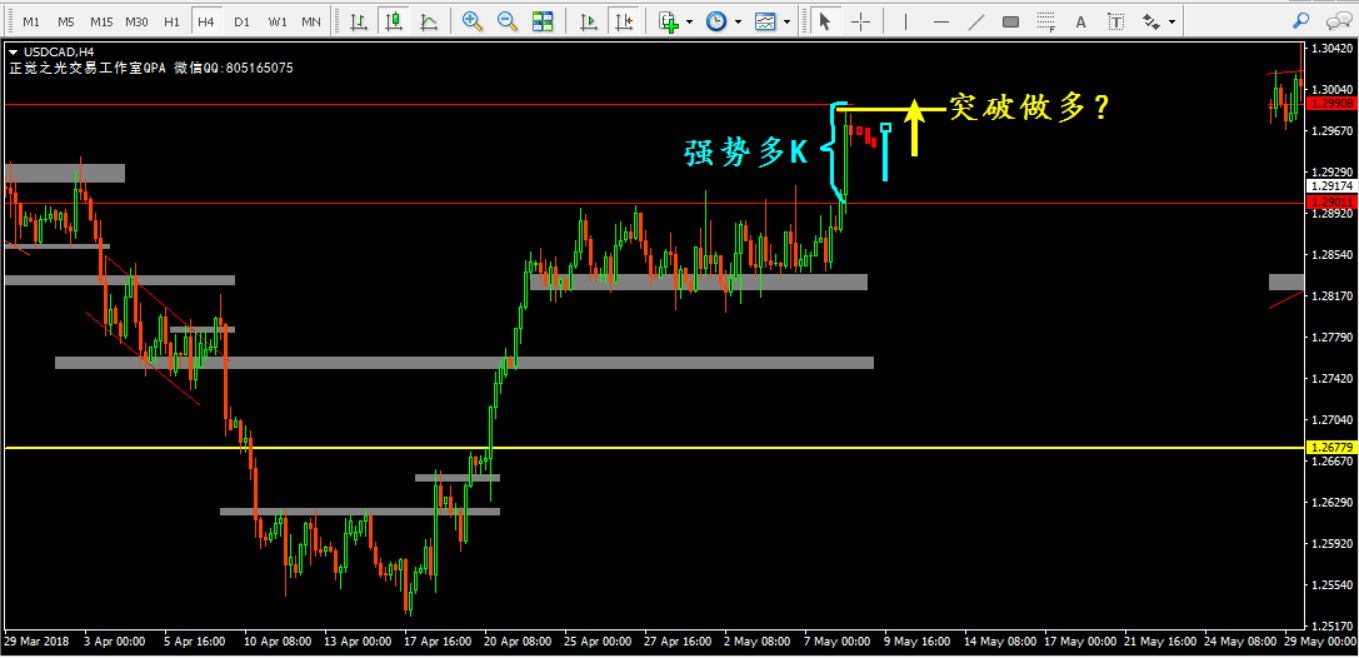 M1 M5 M15 M30 H1 H4 D1 W1 MN
F A T
USDCAD,H4
正觉之光交易工作室QPA 微信QQ:805165075
突破做多？
强势多K
1.30420
1.30040
1.29908
1.29670
1.29290
1.29174
1.29011
1.28920
1.28540
1.28170
1.27790
1.27420
1.27040
1.26779
1.26670
1.26290
1.25920
1.25540
1.25170
29 Mar 2018 3 Apr 00:00 5 Apr 16:00 10 Apr 08:00 13 Apr 00:00 17 Apr 16:00 20 Apr 08:00 25 Apr 00:00 27 Apr 16:00 2 May 08:00 7 May 00:00 9 May 16:00 14 May 08:00 17 May 00:00 21 May 16:00 24 May 08:00 29 May 00:00